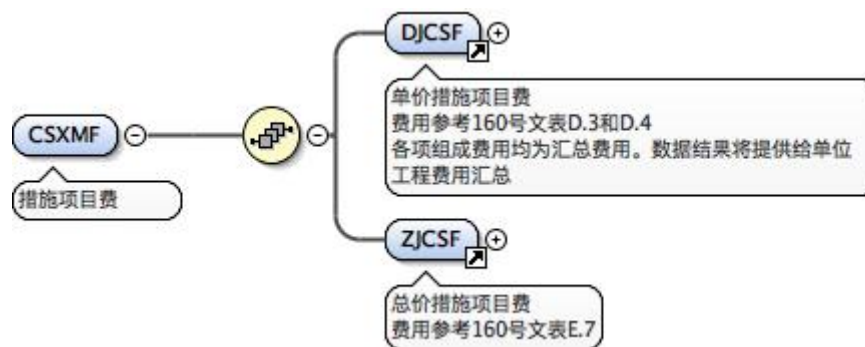 DJCSF
单价措施项目费
费用参考160号文表D.3和D.4
各项组成费用均为汇总费用。数据结果将提供给单位
工程费用汇总
CSXMF
措施项目费
ZJCSF
总价措施项目费
费用参考160号文表E.7